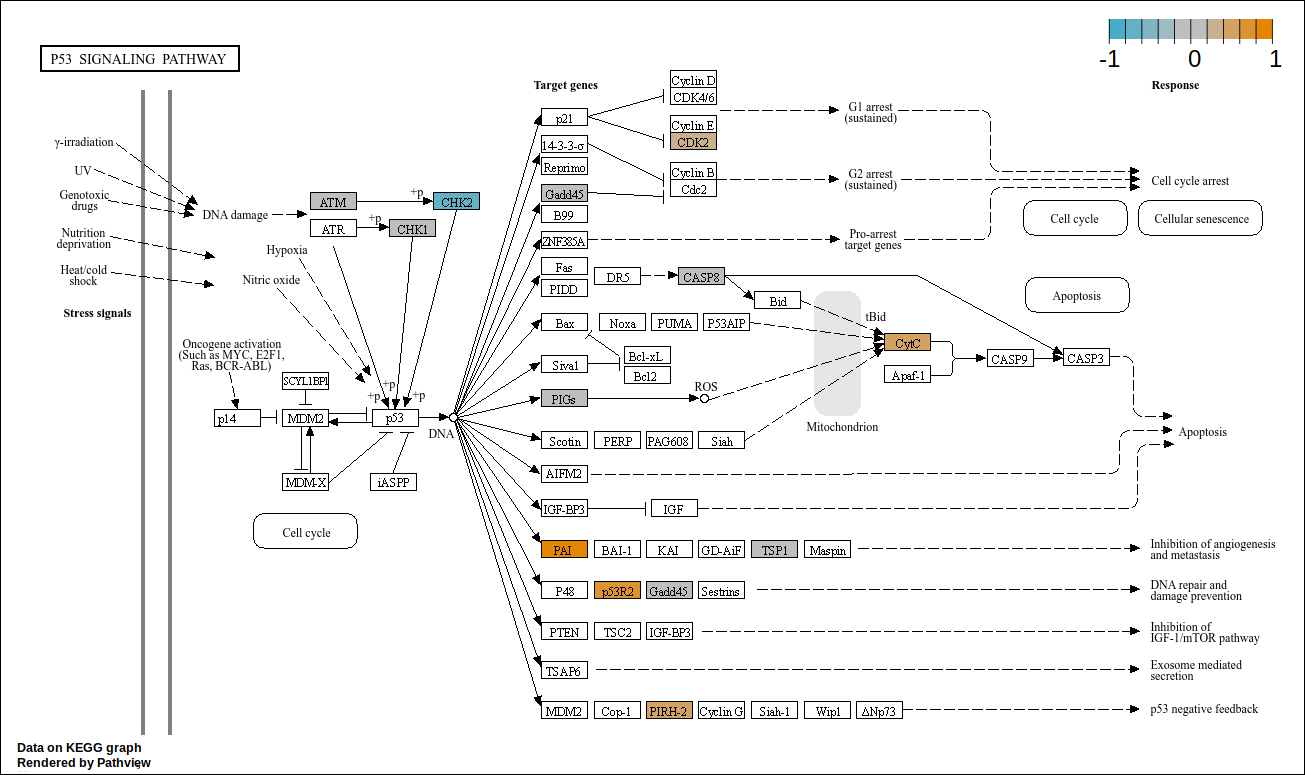 -1 0 1
P53 SIGNALING PATHWAY
Target genes
Response
γ-irradiation
UV
Genotoxic
drugs
Nutrition
deprivation
Heat/cold
shock
Stress signals
DNA damage
ATM
+p
CHK2
ATR
+p
CHK1
Hypoxia
Nitric oxide
Oncogene activation
(Such as MYC, E2F1,
Ras, BCR-ABL)
SCYL1BP1
+p
+p
+p
p14
MDM2
p53
DNA
MDM-X
iASPP
Cell cycle
p21
Cyclin D
CDK4/6
Cyclin E
CDK2
G1 arrest
(sustained)
14-3-3-σ
Reprimo
Gadd45
B99
Cyclin B
Cdc2
G2 arrest
(sustained)
Cell cycle arrest
Cell cycle
Cellular senescence
ZNF385A
Pro-arrest
target genes
Fas
PIDD
DR5
CASP8
Bid
tBid
Apoptosis
Bax
Noxa
PUMA
P53AIP
CytC
Siva1
Bcl-xL
Bcl2
Apaf-1
CASP9
CASP3
PIGs
ROS
Mitochondrion
Scotin
PERP
PAG608
Siah
Apoptosis
AIFM2
IGF-BP3
IGF
PAI
BAI-1
KAI
GD-AiF
TSP1
Maspin
Inhibition of angiogenesis
and metastasis
P48
p53R2
Gadd45
Sestrins
DNA repair and
damage prevention
PTEN
TSC2
IGF-BP3
Inhibition of
IGF-1/mTOR pathway
TSAP6
Exosome mediated
secretion
MDM2
Cop-1
PIRH-2
Cyclin G
Siah-1
Wip1
ΔNp73
p53 negative feedback
Data on KEGG graph
Rendered by Pathview